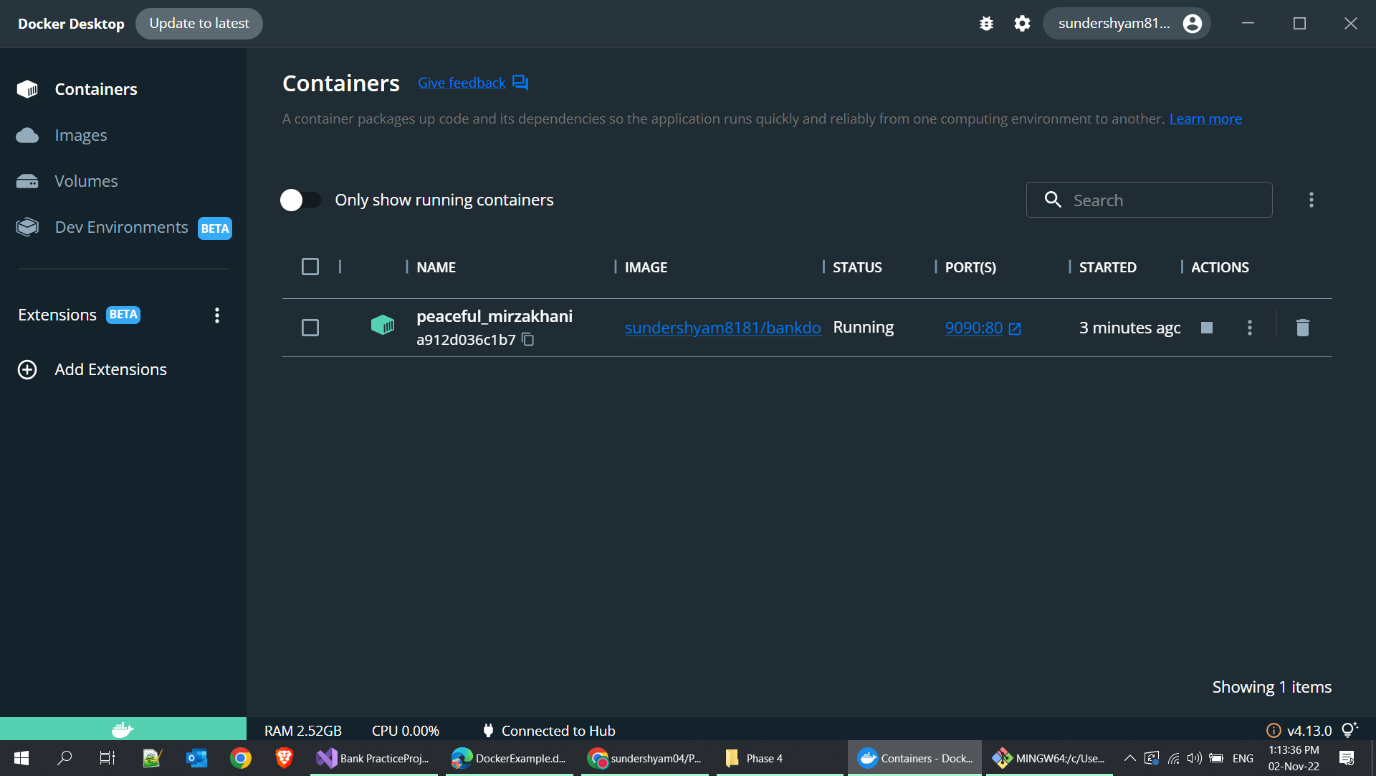 Docker Desktop
Update to latest
sundershyam81...
Containers
Images
Volumes
Dev Environments BETA
Extensions BETA
Add Extensions
Containers Give feedback
A container packages up code and its dependencies so the application runs quickly and reliably from one computing environment to another. Learn more
Only show running containers
Search
NAME IMAGE STATUS PORT(S) STARTED ACTIONS
peaceful_mirzakhani
a912d036c1b7
sundershyam8181/bankdo Running 9090:80 3 minutes agc
Showing 1 items
RAM 2.52GB CPU 0.00% Connected to Hub v4.13.0
Bank PracticeProj... DockerExample.d... sundershyam04/P... Phase 4 Containers - Dock... MINGW64:/c/Use... ENG
1:13:36 PM
02-Nov-22